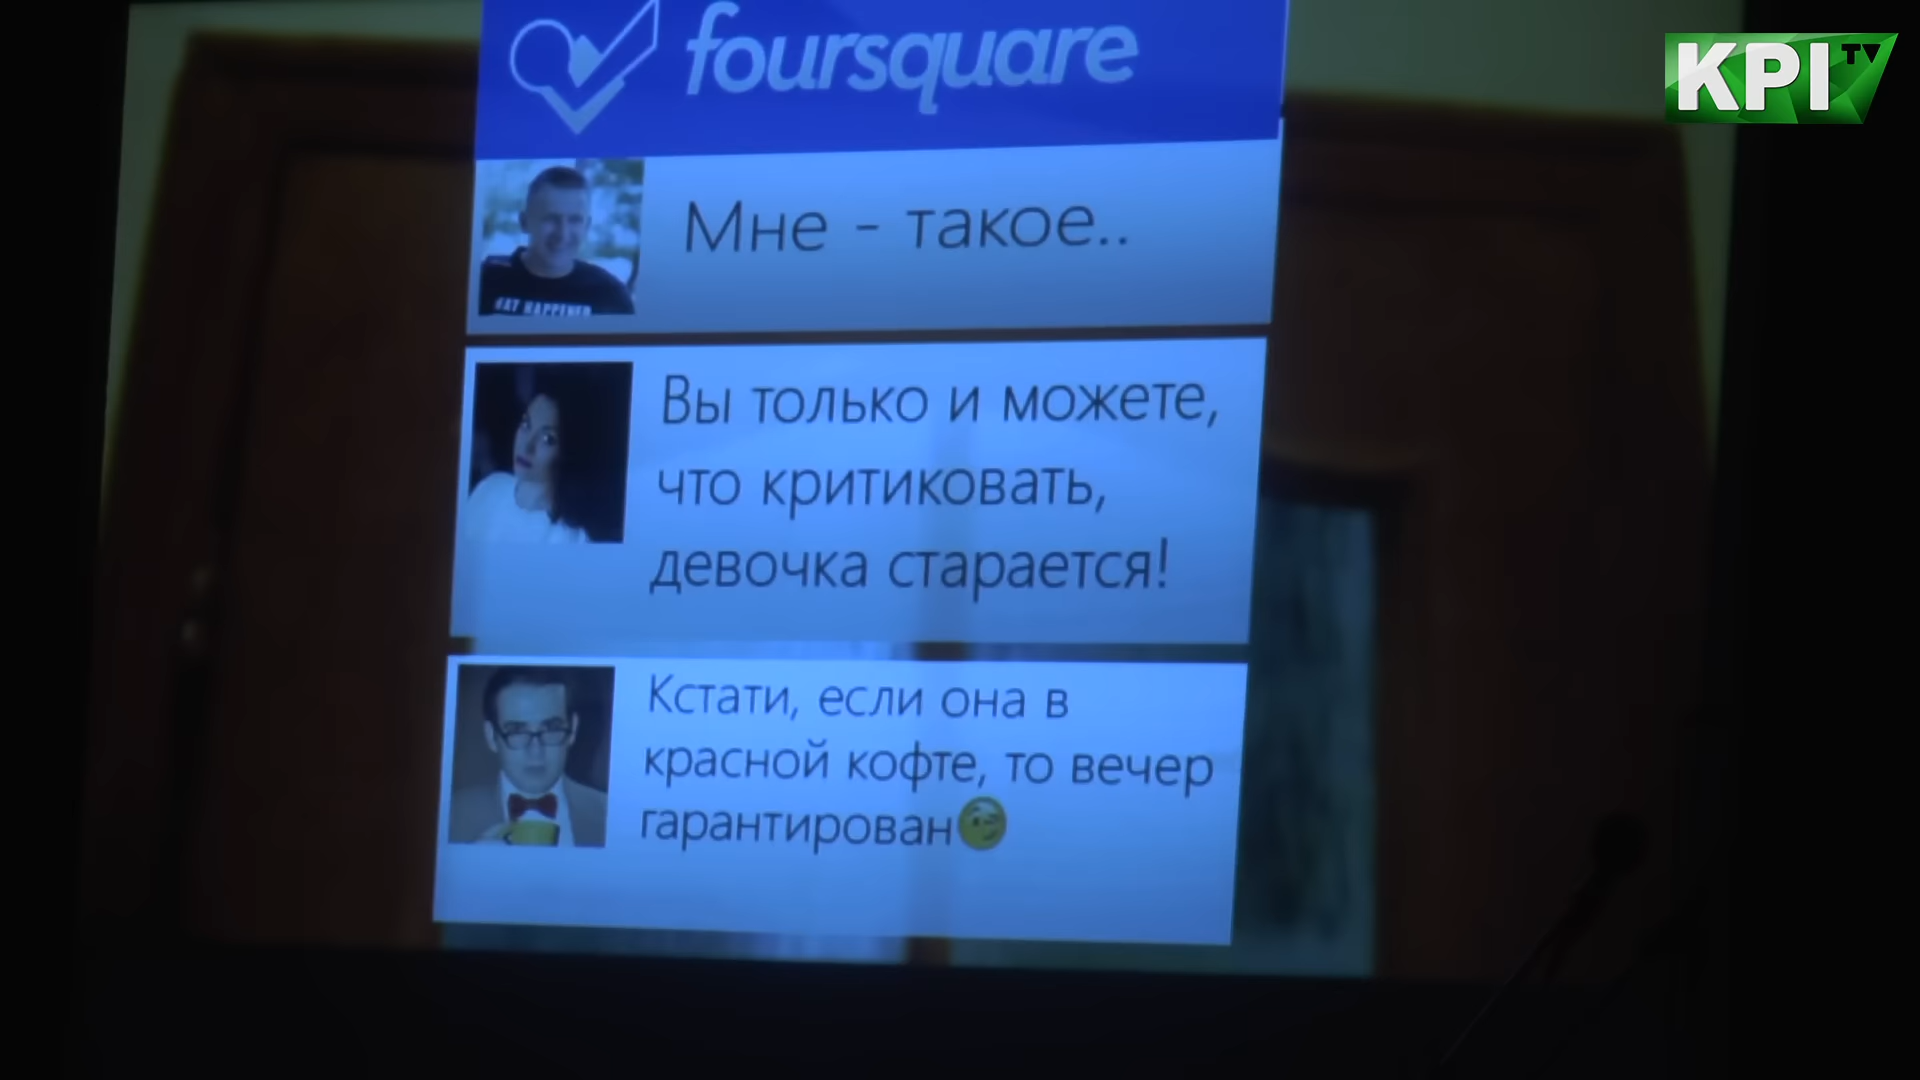 foursquare
KPI TV
Мне - такое..
Вы только и можете,
что критиковать,
девочка старается!
Кстати, если она в
красной кофте, то вечер
гарантирован